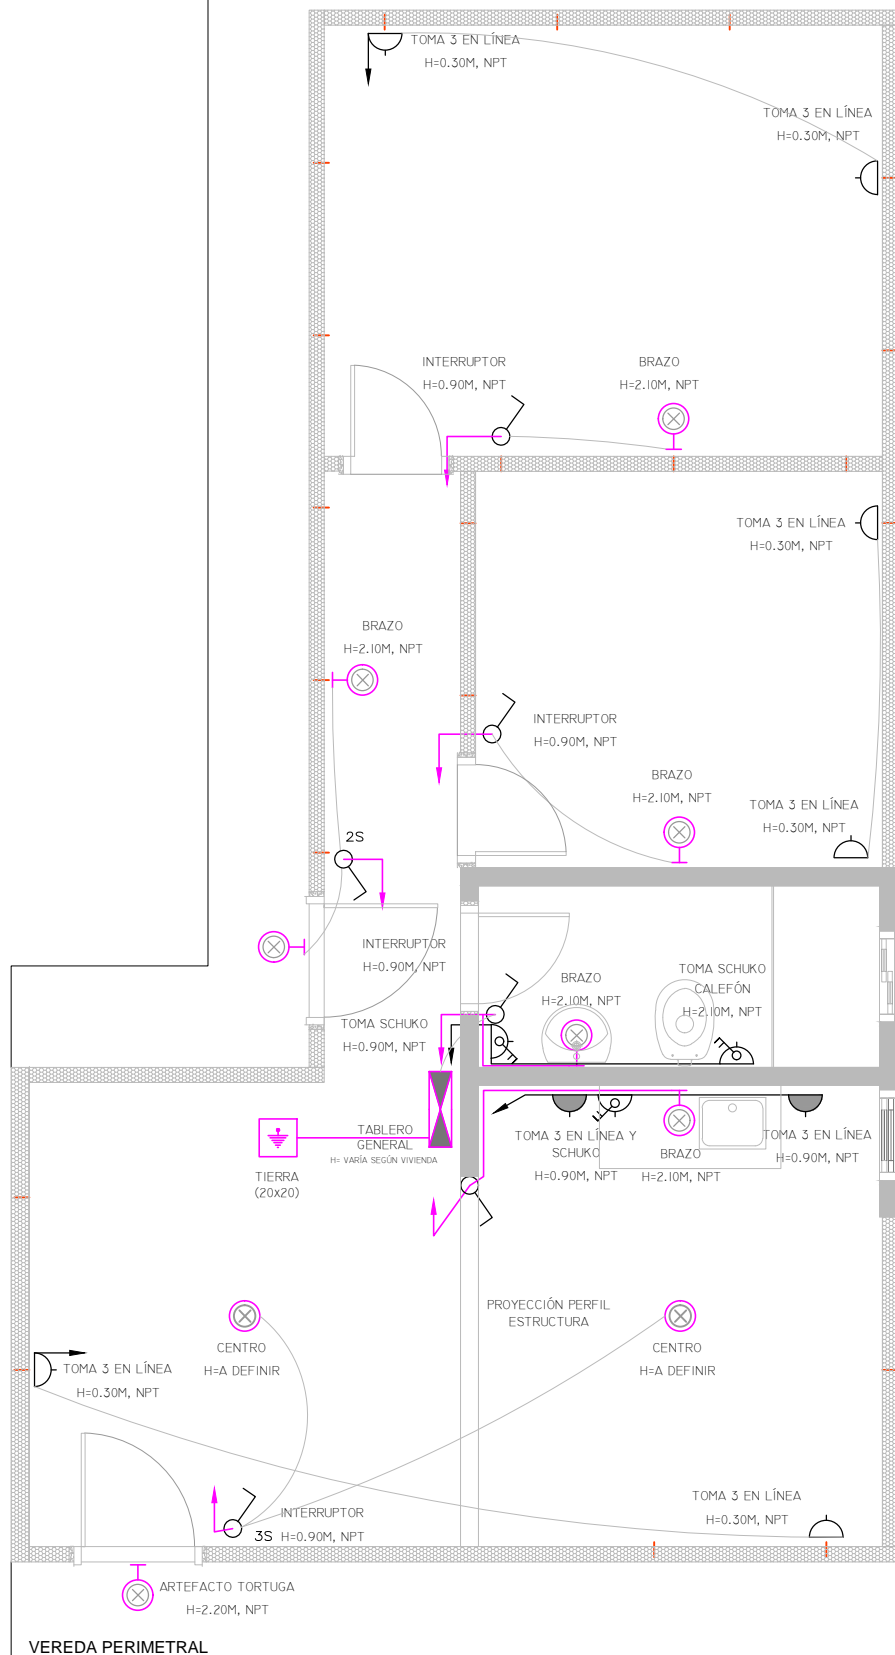 TOMA 3 EN LÍNEA
H=0.30M, NPT
TOMA 3 EN LÍNEA
H=0.30M, NPT
INTERRUPTOR
H=0.90M, NPT
BRAZO
H=2.10M, NPT
TOMA 3 EN LÍNEA
H=0.30M, NPT
BRAZO
H=2.10M, NPT
INTERRUPTOR
H=0.90M, NPT
BRAZO
H=2.10M, NPT
TOMA 3 EN LÍNEA
H=0.30M, NPT
2S
INTERRUPTOR
H=0.90M, NPT
BRAZO
H=2.10M, NPT
TOMA SCHUKO
CALEFÓN
H=2.10M, NPT
TOMA SCHUKO
H=0.90M, NPT
TABLERO
GENERAL
H= VARÍA SEGÚN VIVIENDA
TIERRA
(20x20)
TOMA 3 EN LÍNEA Y
SCHUKO
H=0.90M, NPT
BRAZO
H=2.10M, NPT
TOMA 3 EN LÍNEA
H=0.90M, NPT
PROYECCIÓN PERFIL
ESTRUCTURA
CENTRO
H=A DEFINIR
CENTRO
H=A DEFINIR
TOMA 3 EN LÍNEA
H=0.30M, NPT
TOMA 3 EN LÍNEA
H=0.30M, NPT
INTERRUPTOR
3S H=0.90M, NPT
ARTEFACTO TORTUGA
H=2.20M, NPT
VEREDA PERIMETRAL